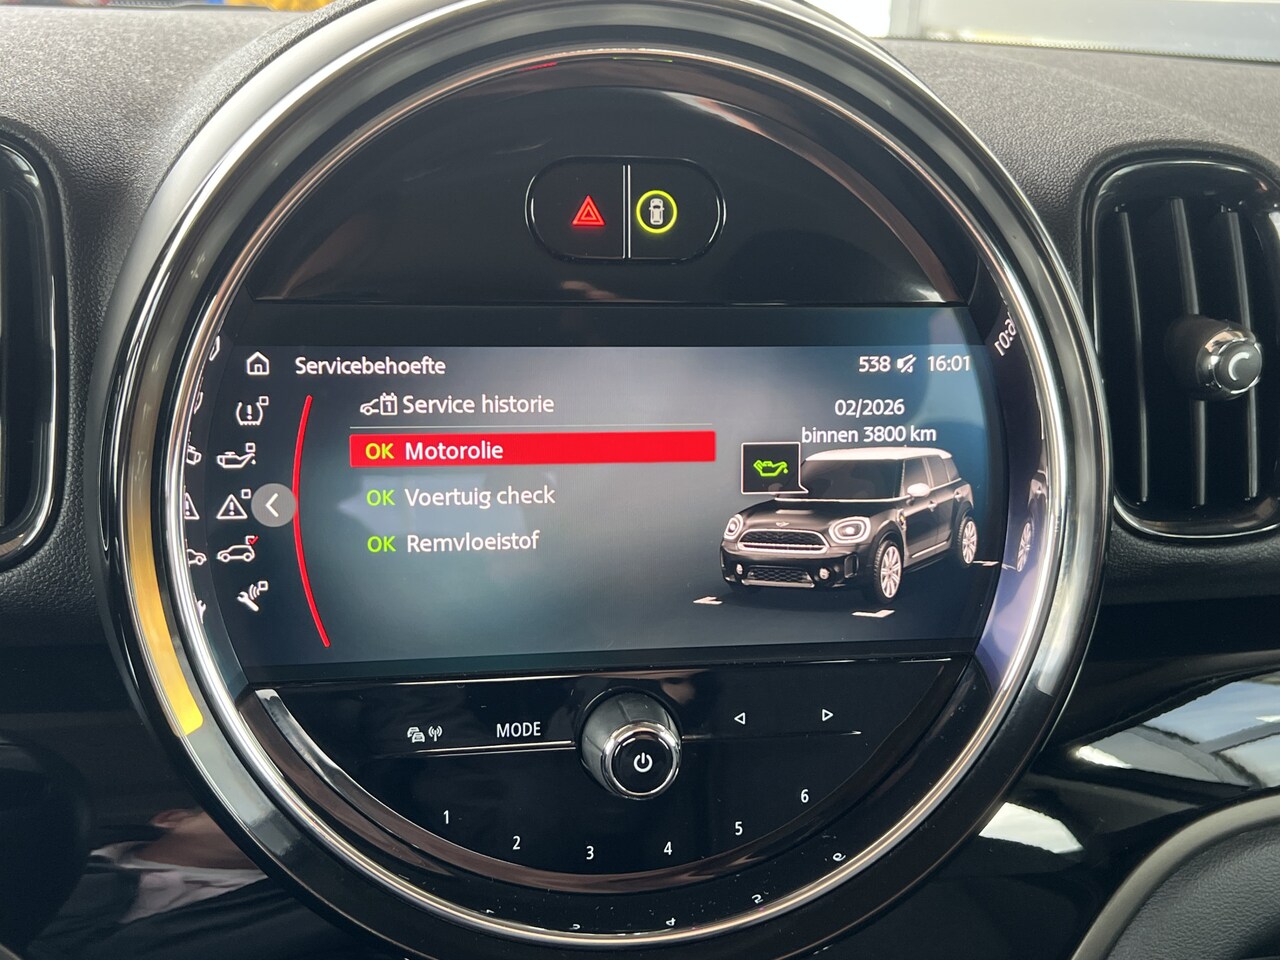 Servicebehoefte
538 16:01
1 Service historie
02/2026
binnen 3800 km
OK Motorolie
OK Voertuig check
OK Remvloeistof
MODE
1 2 3 4 5 6